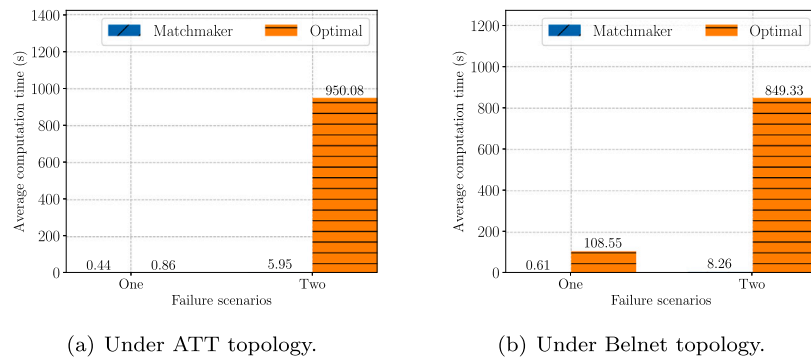 1400
1200
1000
800
600
400
200
0
Average computation time (s)
Matchmaker
Optimal
950.08
0.44
0.86
5.95
One
Two
Failure scenarios
(a) Under ATT topology.
1200
1000
800
600
400
200
0
Average computation time (s)
Matchmaker
Optimal
849.33
108.55
0.61
8.26
One
Two
Failure scenarios
(b) Under Belnet topology.